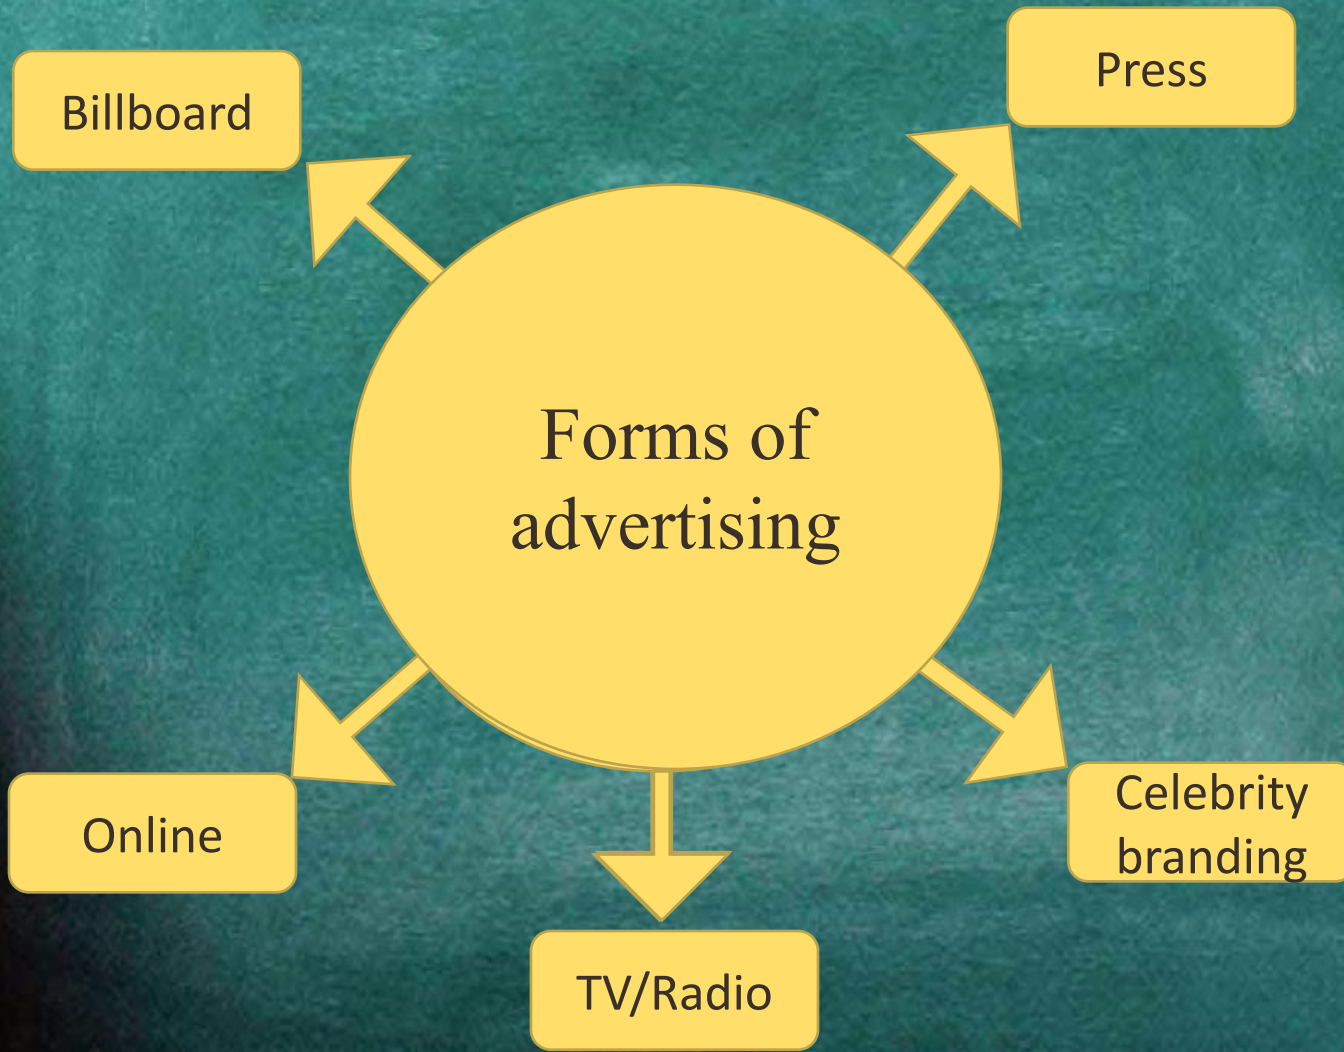 Billboard
Press
Forms of
advertising
Online
Celebrity
branding
TV/Radio